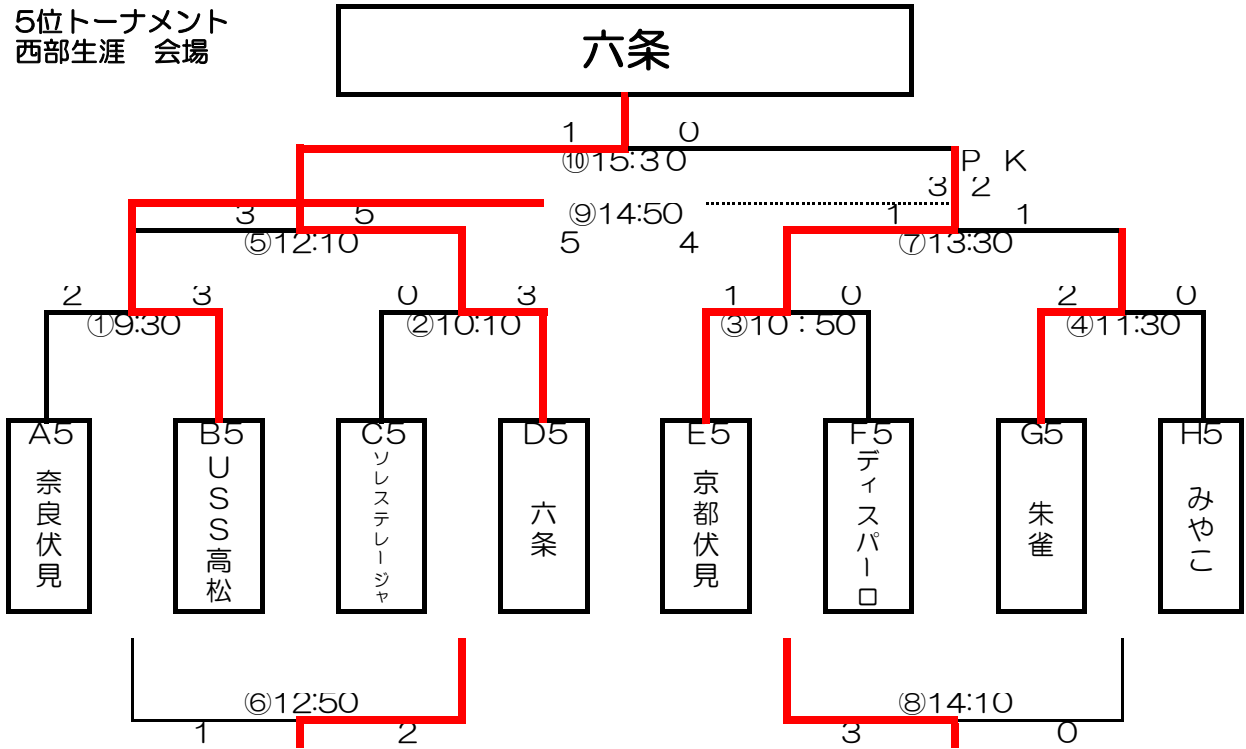 5位トーナメント
西部生涯 会場
六条
1 0
⑩15:30
P K
3 2
3 5
⑨14:50
1 1
⑤12:10
5 4
⑦13:30
2 3 0 3 1 0 2 0
①9:30 ②10:10 ③10:50 ④11:30
A5 B5 C5 D5 E5 F5 G5 H5
奈良伏見
USS高松
ソレステレージャ
六条
京都伏見
ディスパーロ
朱雀
みやこ
⑥12:50 ⑧14:10
1 2 3 0